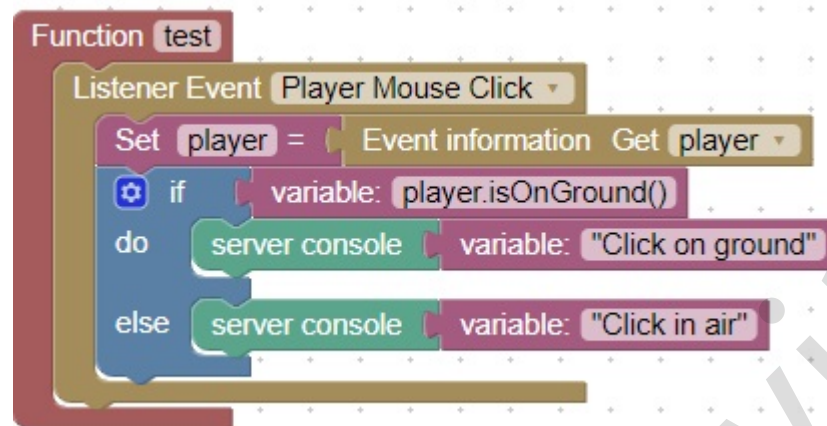 Function test
Listener Event Player Mouse Click
Set player = Event information Get player
if variable: player.isOnGround()
do server console variable: "Click on ground"
else server console variable: "Click in air"